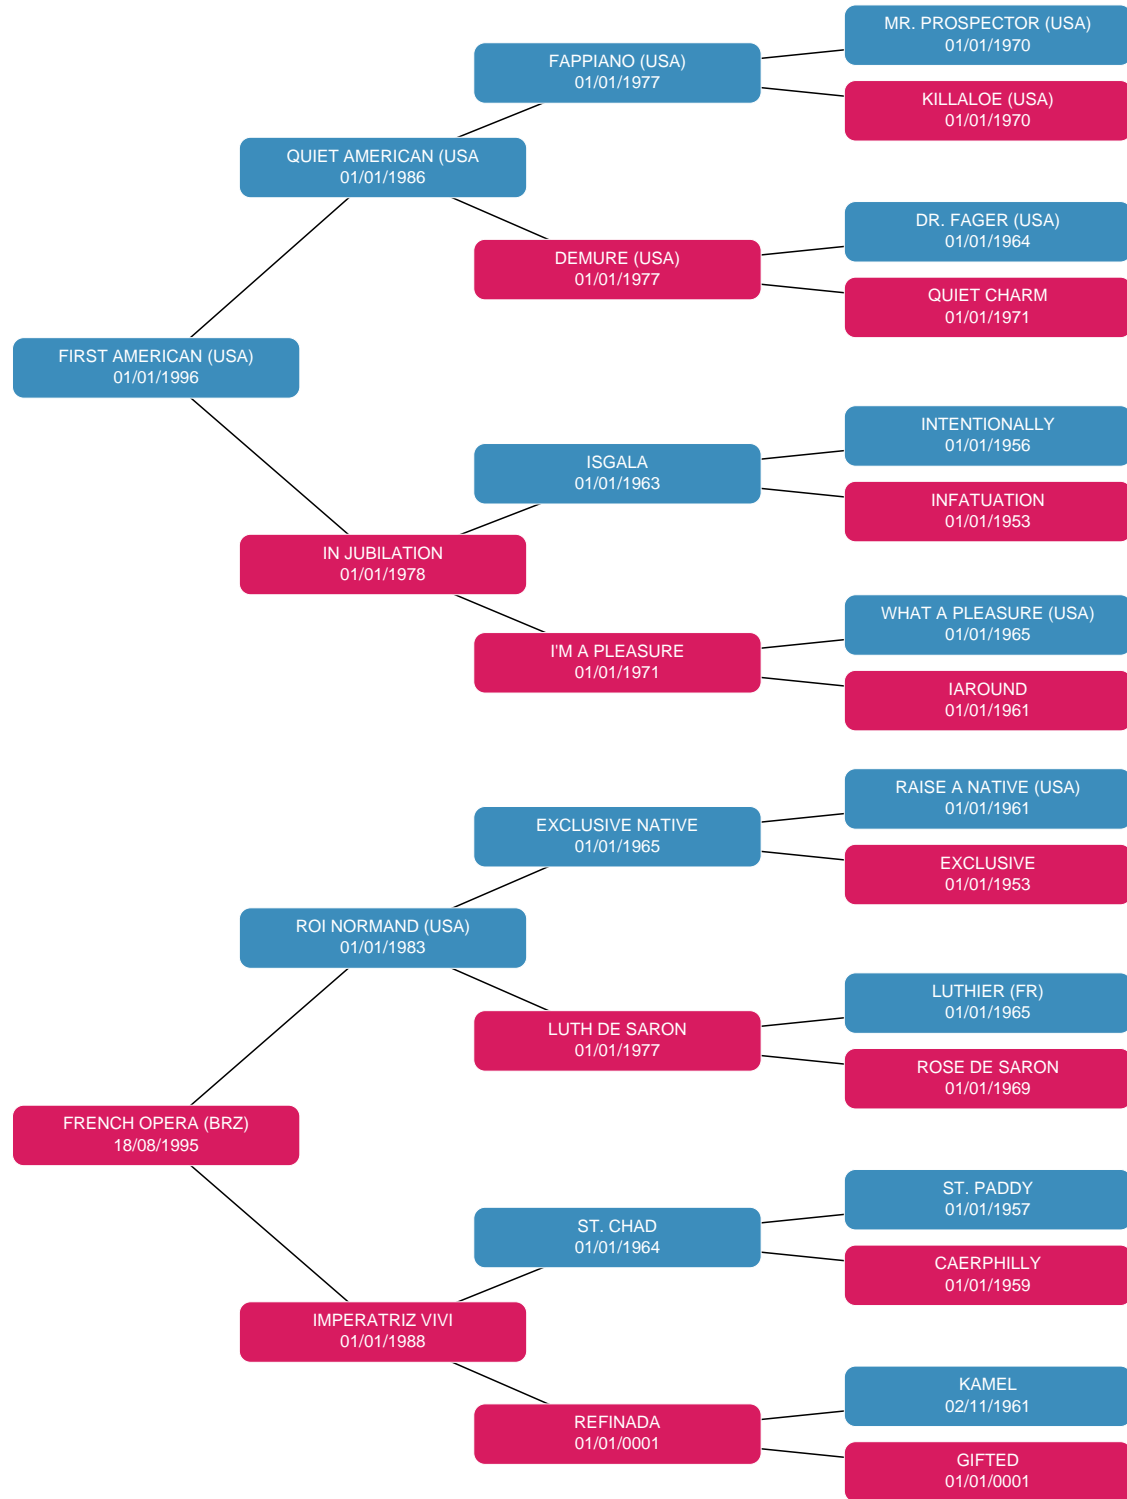 MR. PROSPECTOR (USA)
01/01/1970
FAPPIANO (USA)
01/01/1977
KILLALOE (USA)
01/01/1970
QUIET AMERICAN (USA
01/01/1986
DR. FAGER (USA)
01/01/1964
DEMURE (USA)
01/01/1977
QUIET CHARM
01/01/1971
FIRST AMERICAN (USA)
01/01/1996
INTENTIONALLY
01/01/1956
ISGALA
01/01/1963
INFATUATION
01/01/1953
IN JUBILATION
01/01/1978
WHAT A PLEASURE (USA)
01/01/1965
I'M A PLEASURE
01/01/1971
IAROUND
01/01/1961
RAISE A NATIVE (USA)
01/01/1961
EXCLUSIVE NATIVE
01/01/1965
EXCLUSIVE
01/01/1953
ROI NORMAND (USA)
01/01/1983
LUTHIER (FR)
01/01/1965
LUTH DE SARON
01/01/1977
ROSE DE SARON
01/01/1969
FRENCH OPERA (BRZ)
18/08/1995
ST. PADDY
01/01/1957
ST. CHAD
01/01/1964
CAERPHILLY
01/01/1959
IMPERATRIZ VIVI
01/01/1988
KAMEL
02/11/1961
REFINADA
01/01/0001
GIFTED
01/01/0001